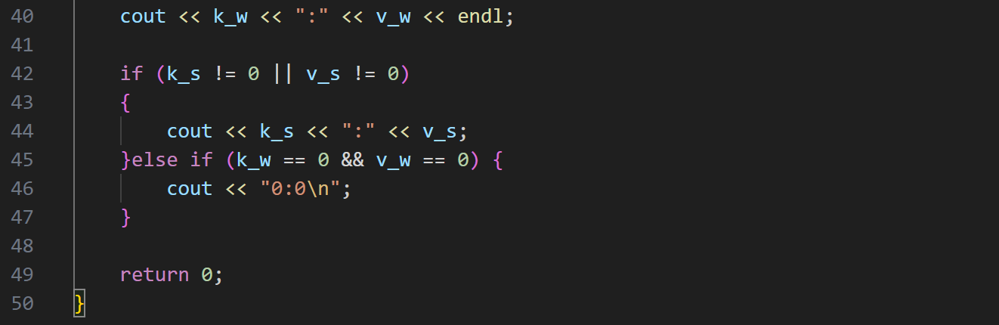 40 cout << k_w << ":" << v_w << endl;
41
42 if (k_s != 0 || v_s != 0)
43 {
44 cout << k_s << ":" << v_s;
45 }else if (k_w == 0 && v_w == 0) {
46 cout << "0:0\n";
47 }
48
49 return 0;
50 }